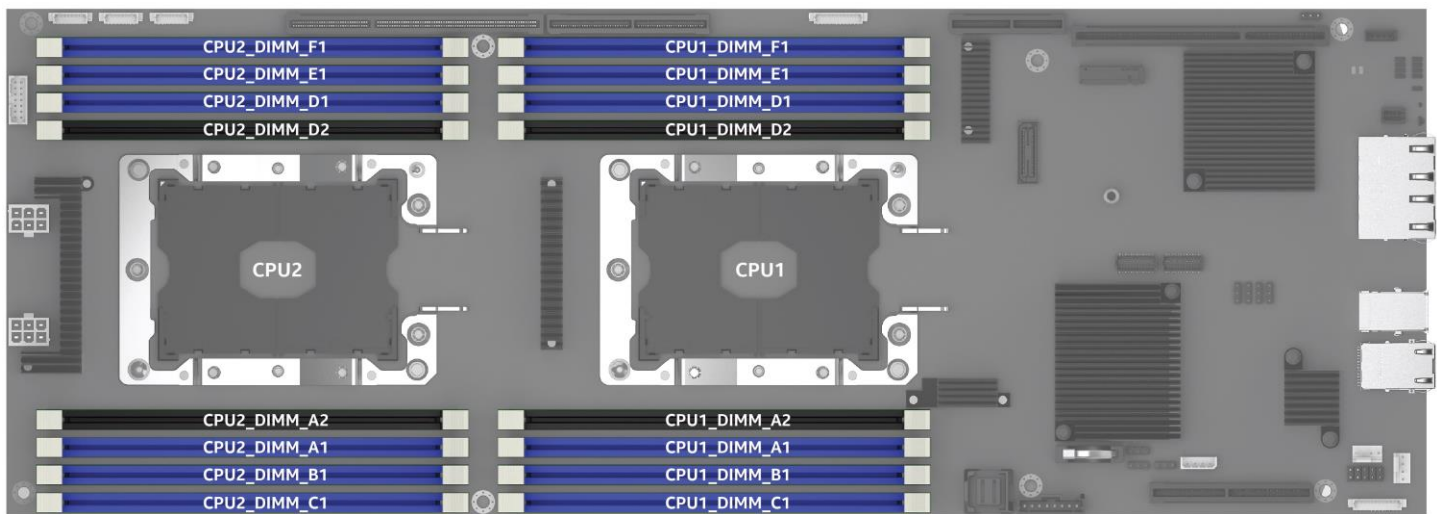 CPU2_DIMM_F1 CPU1_DIMM_F1
CPU2_DIMM_E1 CPU1_DIMM_E1
CPU2_DIMM_D1 CPU1_DIMM_D1
CPU2_DIMM_D2 CPU1_DIMM_D2
CPU2 CPU1
CPU2_DIMM_A2 CPU1_DIMM_A2
CPU2_DIMM_A1 CPU1_DIMM_A1
CPU2_DIMM_B1 CPU1_DIMM_B1
CPU2_DIMM_C1 CPU1_DIMM_C1